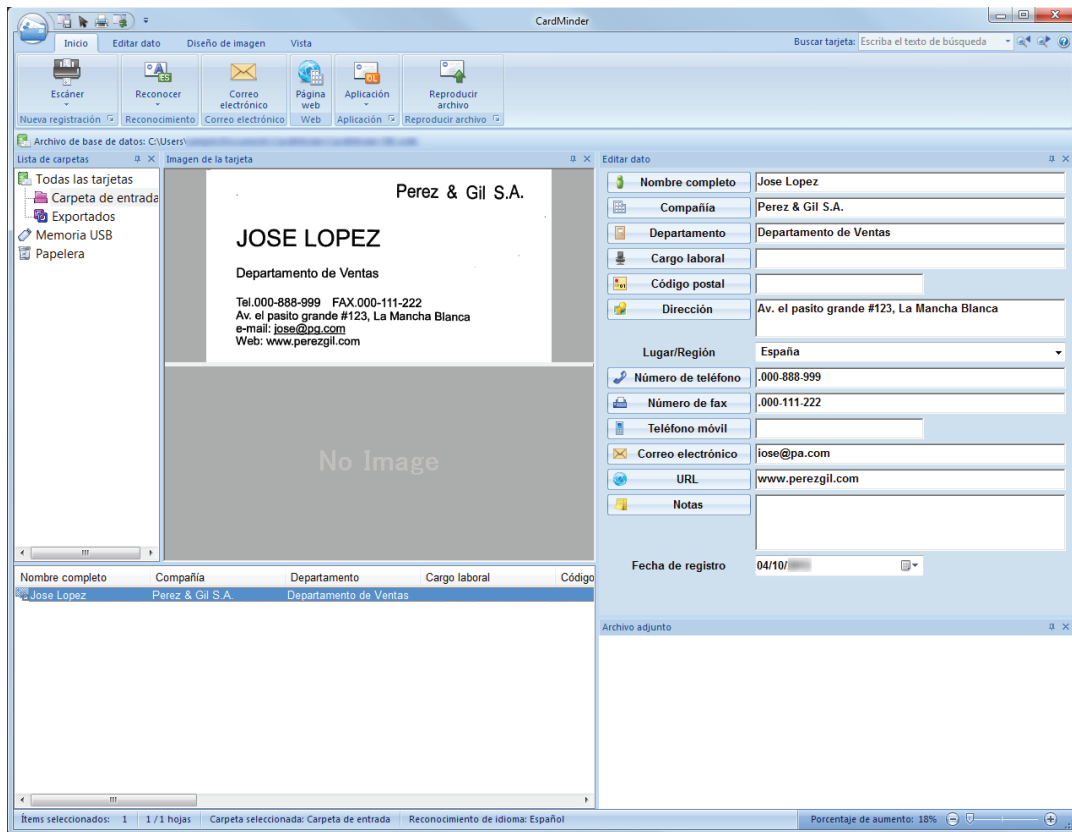 CardMinder
Inicio Editar dato Diseño de imagen Vista
Buscar tarjeta: Escriba el texto de búsqueda
Escáner
Reconocer
Correo electrónico
Página web
Aplicación
Reproducir archivo
Nueva registración Reconocimiento Correo electrónico Web Aplicación Reproducir archivo
Archivo de base de datos: C:\Users\
Lista de carpetas
Todas las tarjetas
Carpeta de entrada
Exportados
Memoria USB
Papelera
Imagen de la tarjeta
Perez & Gil S.A.
JOSE LOPEZ
Departamento de Ventas
Tel.000-888-999 FAX.000-111-222
Av. el pasito grande #123, La Mancha Blanca
e-mail: jose@pg.com
Web: www.perezgil.com
No Image
Editar dato
Nombre completo Jose Lopez
Compañía Perez & Gil S.A.
Departamento Departamento de Ventas
Cargo laboral
Código postal
Dirección Av. el pasito grande #123, La Mancha Blanca
Lugar/Región España
Número de teléfono .000-888-999
Número de fax .000-111-222
Teléfono móvil
Correo electrónico iose@pa.com
URL www.perezgil.com
Notas
Fecha de registro 04/10/
Nombre completo Compañía Departamento Cargo laboral Código
Jose Lopez Perez & Gil S.A. Departamento de Ventas
Archivo adjunto
Ítems seleccionados: 1 1 / 1 hojas Carpeta seleccionada: Carpeta de entrada Reconocimiento de idioma: Español
Porcentaje de aumento: 18%